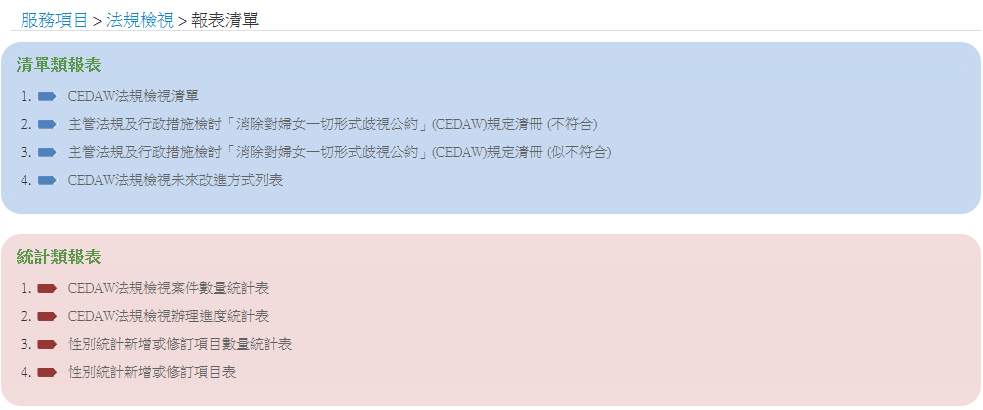 服務項目 > 法規檢視 > 報表清單
清單類報表
1. CEDAW法規檢視清單
2. 主管法規及行政措施檢討「消除對婦女一切形式歧視公約」(CEDAW)規定清冊 (不符合)
3. 主管法規及行政措施檢討「消除對婦女一切形式歧視公約」(CEDAW)規定清冊 (似不符合)
4. CEDAW法規檢視未來改進方式列表
統計類報表
1. CEDAW法規檢視案件數量統計表
2. CEDAW法規檢視辦理進度統計表
3. 性別統計新增或修訂項目數量統計表
4. 性別統計新增或修訂項目表